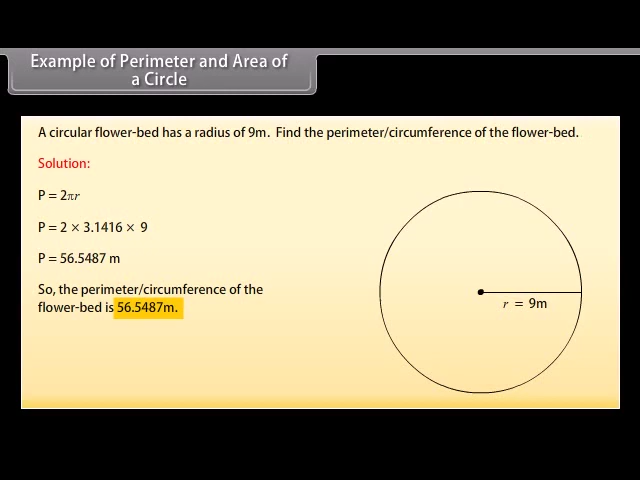 Example of Perimeter and Area of
a Circle
A circular flower-bed has a radius of 9m. Find the perimeter/circumference of the flower-bed.
Solution:
P = 2πr
P = 2 × 3.1416 × 9
P = 56.5487 m
So, the perimeter/circumference of the
flower-bed is 56.5487m.
r = 9m